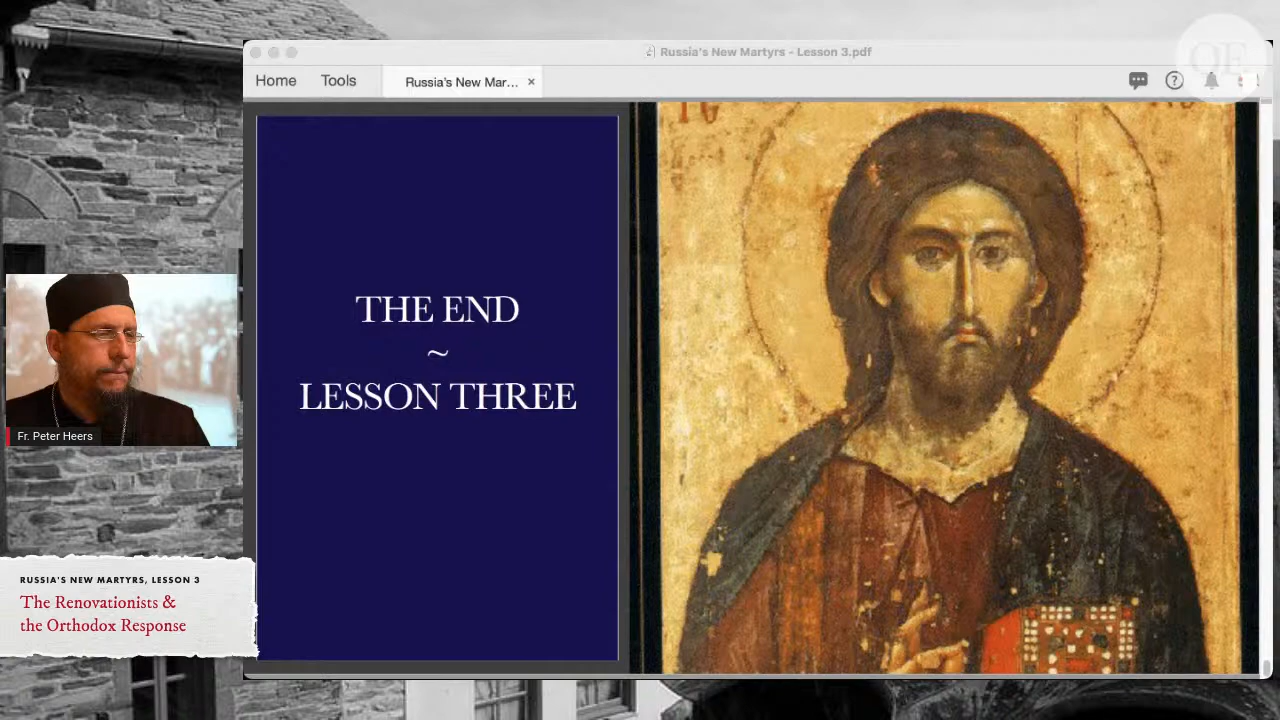 Russia's New Martyrs - Lesson 3.pdf
OE
Home
Tools
Russia's New Mar... ×
THE END
~
LESSON THREE
Fr. Peter Heers
RUSSIA'S NEW MARTYRS, LESSON 3
The Renovationists &
the Orthodox Response